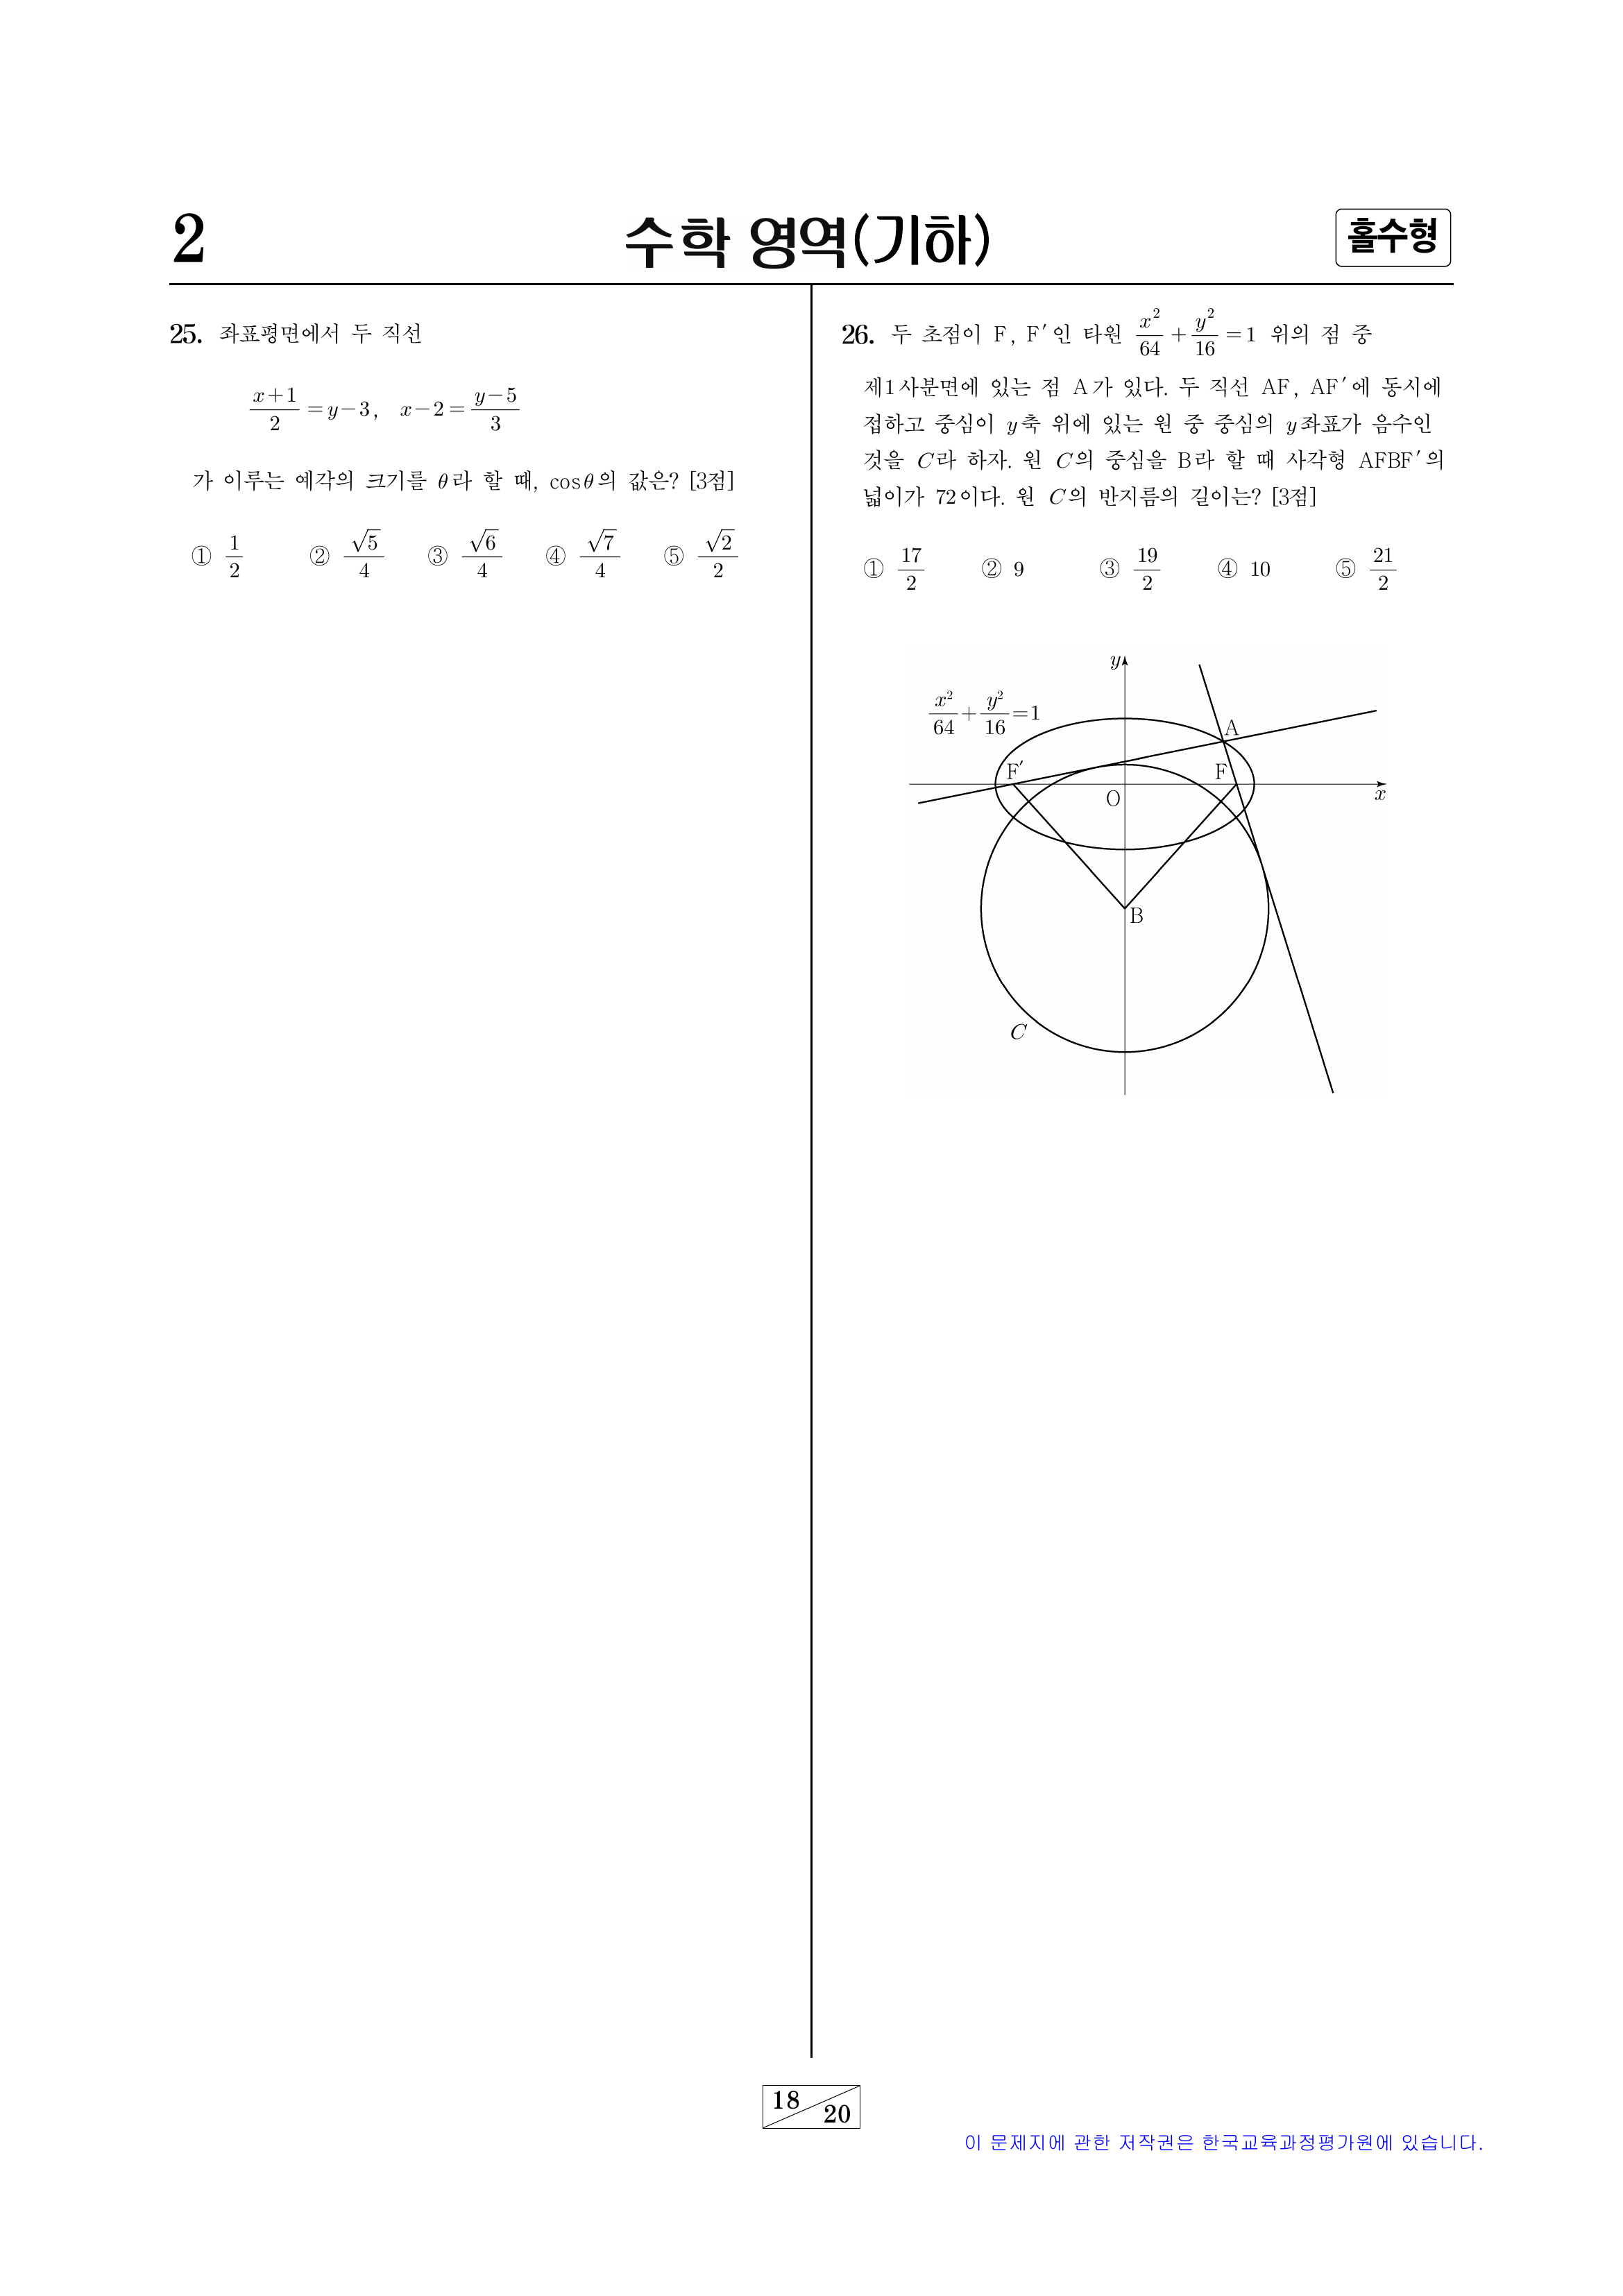 2
수학 영역(기하)
홀수형
25. 좌표평면에서 두 직선
$\frac{x+1}{2}=y-3, \quad x-2=\frac{y-5}{3}$
가 이루는 예각의 크기를 θ라 할 때, cosθ의 값은? [3점]
① $\frac{1}{2}$ ② $\frac{\sqrt{5}}{4}$ ③ $\frac{\sqrt{6}}{4}$ ④ $\frac{\sqrt{7}}{4}$ ⑤ $\frac{\sqrt{2}}{2}$
26. 두 초점이 F, F′인 타원 $\frac{x^2}{64}+\frac{y^2}{16}=1$ 위의 점 중
제1사분면에 있는 점 A가 있다. 두 직선 AF, AF′에 동시에
접하고 중심이 y축 위에 있는 원 중 중심의 y좌표가 음수인
것을 C라 하자. 원 C의 중심을 B라 할 때 사각형 AFBF′의
넓이가 72이다. 원 C의 반지름의 길이는? [3점]
① $\frac{17}{2}$ ② 9 ③ $\frac{19}{2}$ ④ 10 ⑤ $\frac{21}{2}$
y
$\frac{x^2}{64}+\frac{y^2}{16}=1$
A
F′
F
O
x
B
C
18
20
이 문제지에 관한 저작권은 한국교육과정평가원에 있습니다.